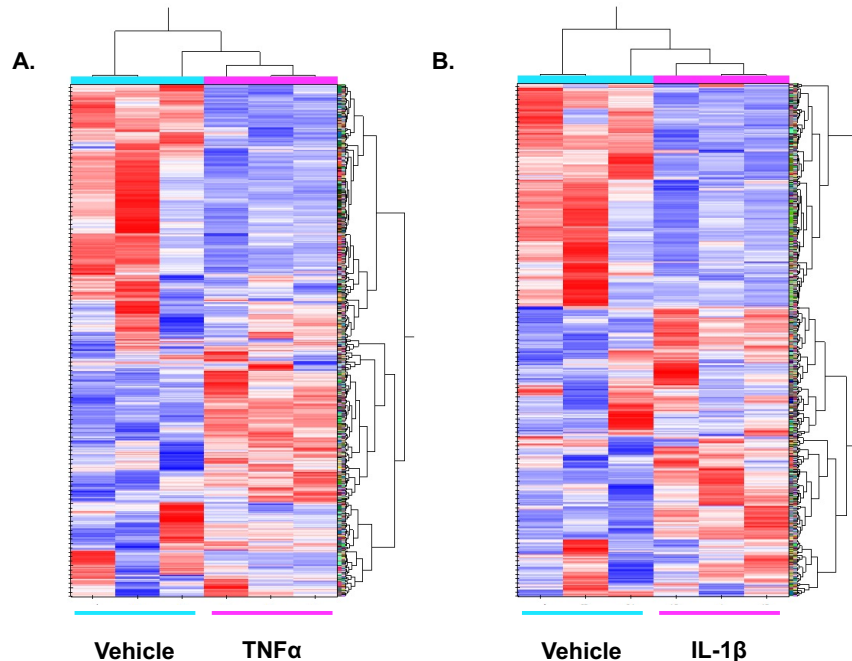 A.
B.
Vehicle
TNFα
Vehicle
IL-1β